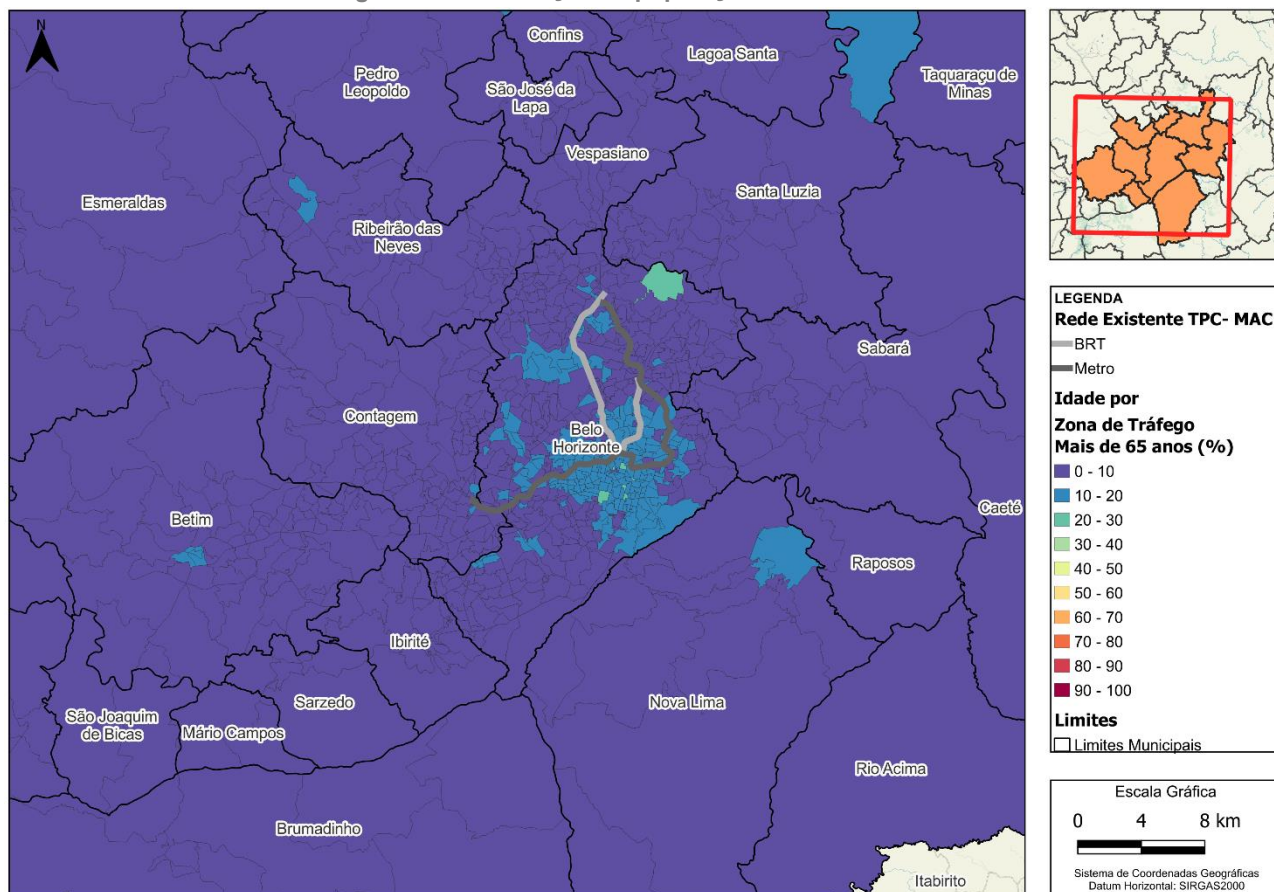 N
Confins
Lagoa Santa
Pedro
Leopoldo
São José da
Lapa
Taquaraçu de
Minas
Vespasiano
Esmeraldas
Santa Luzia
Ribeirão das
Neves
Sabará
Contagem
Belo
Horizonte
Caeté
Betim
Raposos
Ibirité
Sarzedo
Nova Lima
São Joaquim
de Bicas
Mário Campos
Rio Acima
Brumadinho
Itabirito
LEGENDA
Rede Existente TPC- MAC
BRT
Metro
Idade por
Zona de Tráfego
Mais de 65 anos (%)
0 - 10
10 - 20
20 - 30
30 - 40
40 - 50
50 - 60
60 - 70
70 - 80
80 - 90
90 - 100
Limites
Limites Municipais
Escala Gráfica
0 4 8 km
Sistema de Coordenadas Geográficas
Datum Horizontal: SIRGAS2000